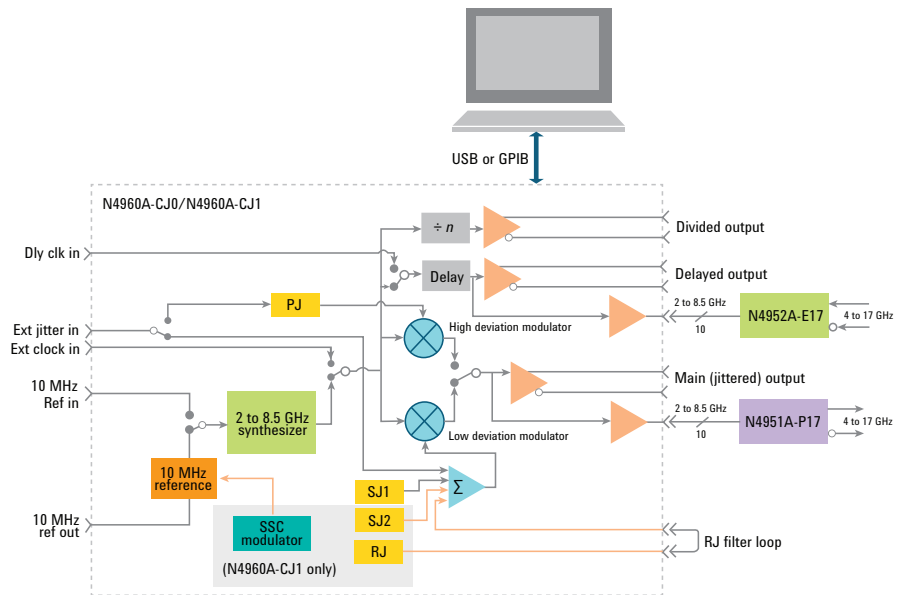 USB or GPIB
N4960A-CJ0/N4960A-CJ1
÷ n
Divided output
Dly clk in
Delay
Delayed output
PJ
2 to 8.5 GHz
10
N4952A-E17
4 to 17 GHz
Ext jitter in
High deviation modulator
Ext clock in
10 MHz
Ref in
Main (jittered) output
2 to 8.5 GHz
synthesizer
2 to 8.5 GHz
10
N4951A-P17
4 to 17 GHz
Low deviation modulator
10 MHz
reference
Σ
SJ1
10 MHz
ref out
SSC
modulator
SJ2
RJ
RJ filter loop
(N4960A-CJ1 only)